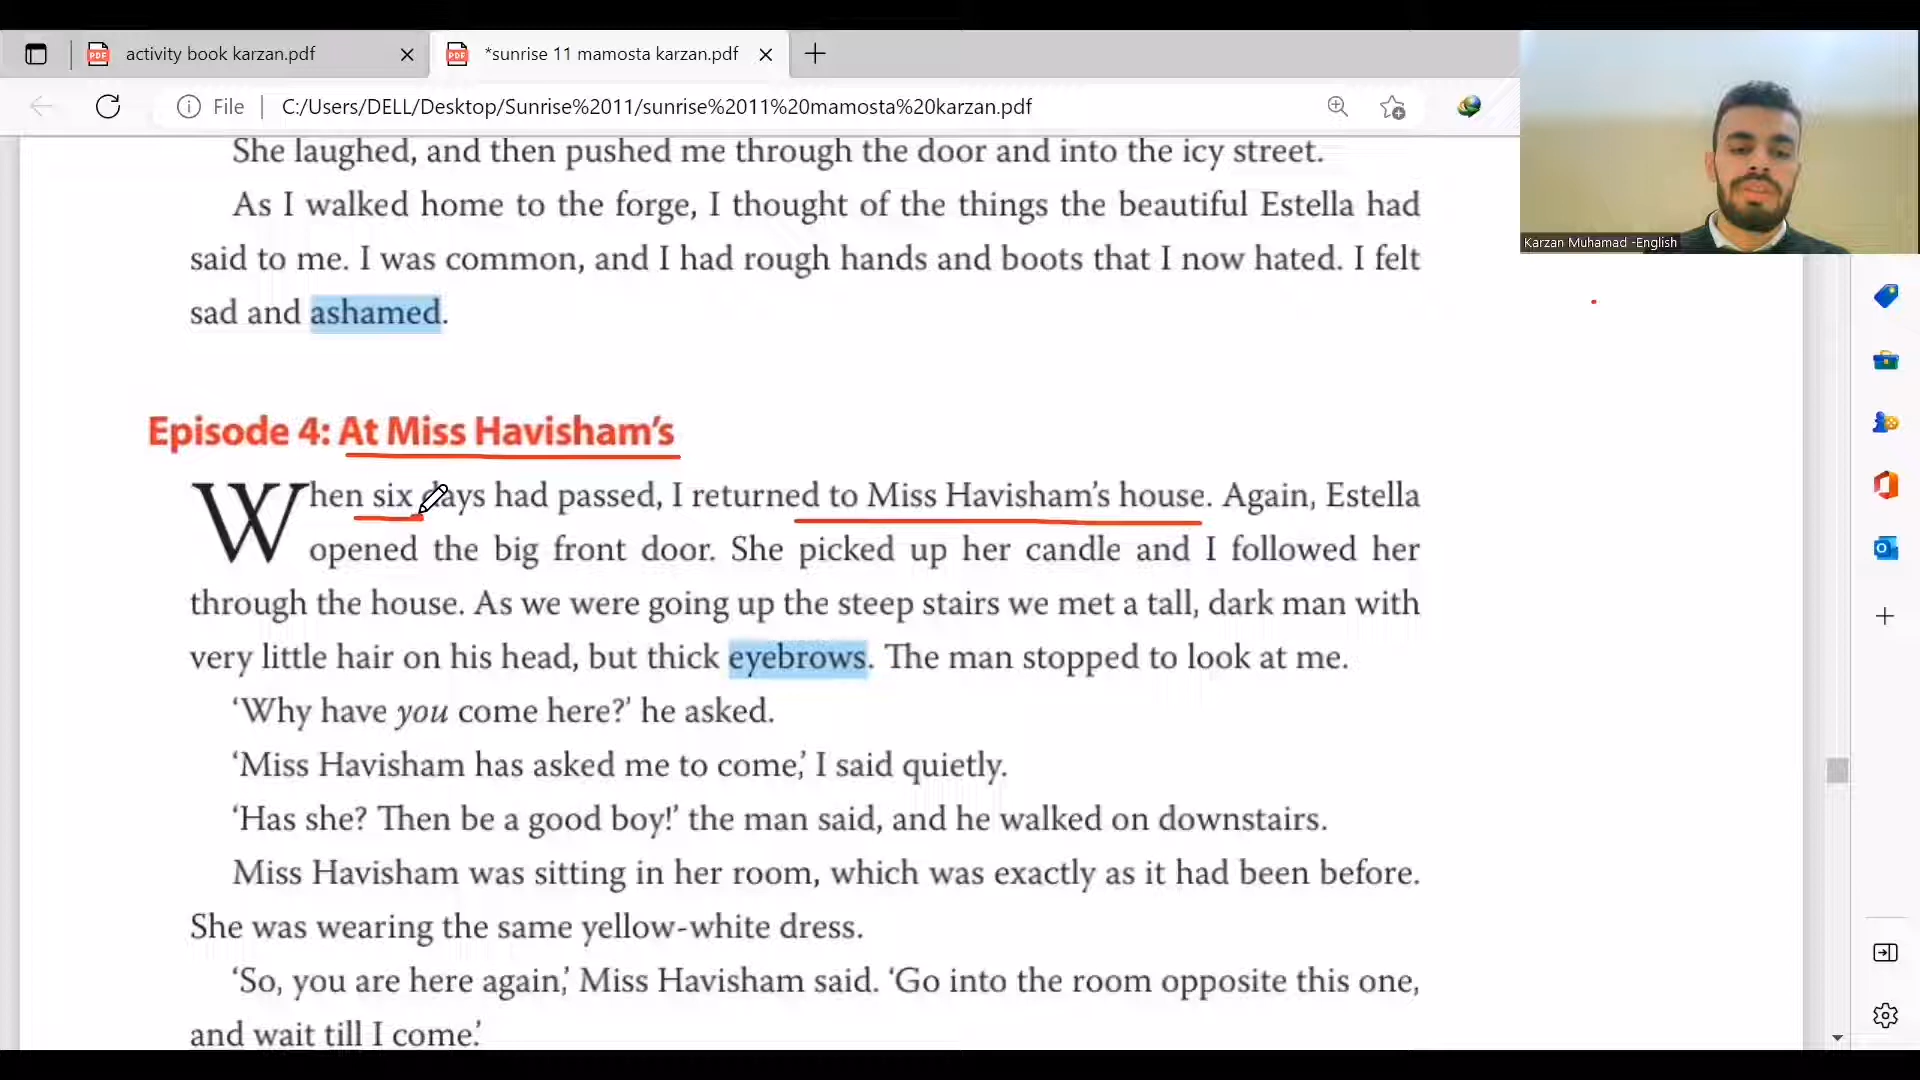 activity book karzan.pdf
*sunrise 11 mamosta karzan.pdf
File
C:/Users/DELL/Desktop/Sunrise%2011/sunrise%2011%20mamosta%20karzan.pdf
Karzan Muhamad -English
She laughed, and then pushed me through the door and into the icy street.
As I walked home to the forge, I thought of the things the beautiful Estella had
said to me. I was common, and I had rough hands and boots that I now hated. I felt
sad and ashamed.
Episode 4: At Miss Havisham's
When six days had passed, I returned to Miss Havisham's house. Again, Estella
opened the big front door. She picked up her candle and I followed her
through the house. As we were going up the steep stairs we met a tall, dark man with
very little hair on his head, but thick eyebrows. The man stopped to look at me.
‘Why have you come here?’ he asked.
‘Miss Havisham has asked me to come,’ I said quietly.
‘Has she? Then be a good boy!’ the man said, and he walked on downstairs.
Miss Havisham was sitting in her room, which was exactly as it had been before.
She was wearing the same yellow-white dress.
‘So, you are here again,’ Miss Havisham said. ‘Go into the room opposite this one,
and wait till I come.’